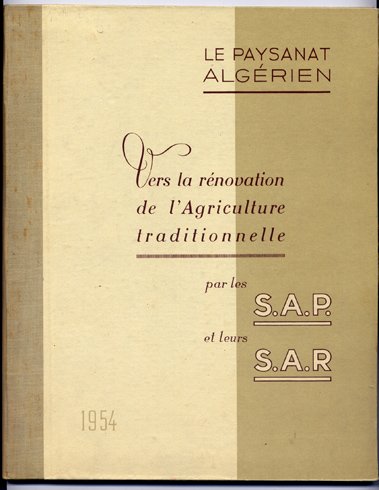 LE PAYSANAT
ALGÉRIEN
Vers la rénovation
de l'Agriculture
traditionnelle
par les
S.A.P.
et leurs
S.A.R
1954